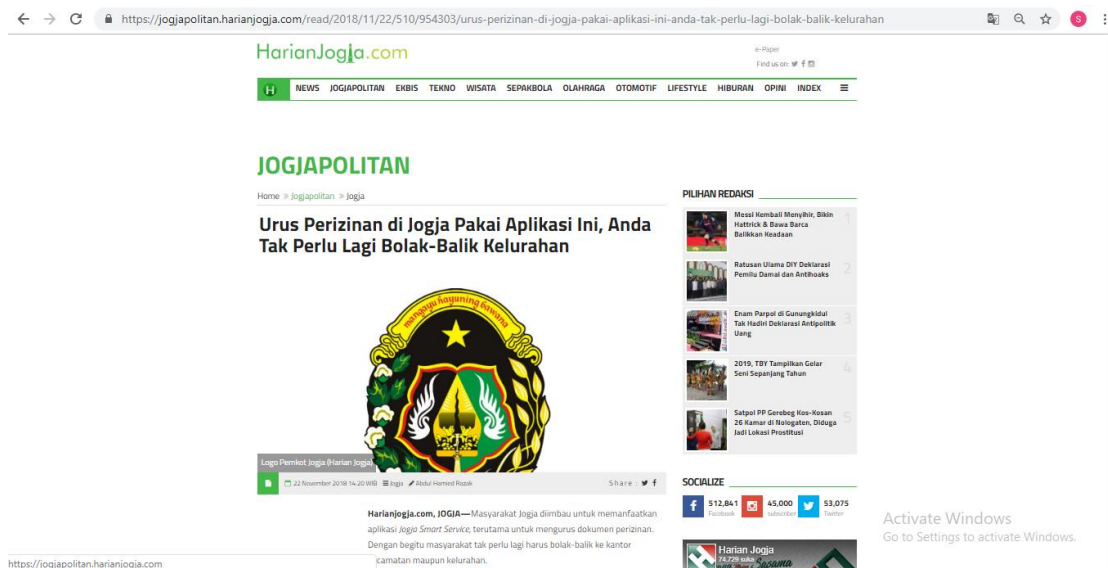 https://jogjapolitan.harianjogja.com/read/2018/11/22/510/954303/urus-perizinan-di-jogja-pakai-aplikasi-ini-anda-tak-perlu-lagi-bolak-balik-kelurahan
S
HarianJogja.com
e-Paper
Find us on:
H NEWS JOGJAPOLITAN EKBIS TEKNO WISATA SEPAKBOLA OLAHRAGA OTOMOTIF LIFESTYLE HIBURAN OPINI INDEX
JOGJAPOLITAN
Home » Jogjapolitan » Jogja
Urus Perizinan di Jogja Pakai Aplikasi Ini, Anda
Tak Perlu Lagi Bolak-Balik Kelurahan
mangayu hayuning bawana
Logo Pemkot Jogja (Harian Jogja)
22 November 2018 14:20 WIB Jogja Abdul Hamied Razak
Share :
Harianjogja.com, JOGJA—Masyarakat Jogja diimbau untuk memanfaatkan
aplikasi Jogja Smart Service, terutama untuk mengurus dokumen perizinan.
Dengan begitu masyarakat tak perlu lagi harus bolak-balik ke kantor
camatan maupun kelurahan.
PILIHAN REDAKSI
Messi Kembali Menyihir, Bikin
Hattrick & Bawa Barca
Balikkan Keadaan
1
Ratusan Ulama DIY Deklarasi
Pemilu Damai dan Antihoaks
2
Enam Parpol di Gunungkidul
Tak Hadiri Deklarasi Antipolitik
Uang
3
2019, TBY Tampilkan Gelar
Seni Sepanjang Tahun
4
Satpol PP Gerebeg Kos-Kosan
26 Kamar di Nologaten, Diduga
Jadi Lokasi Prostitusi
5
SOCIALIZE
512,841
Facebook
45,000
subscriber
53,075
Twitter
Harian Jogja
74,729 suka
Activate Windows
Go to Settings to activate Windows.
https://jogjapolitan.harianjogja.com